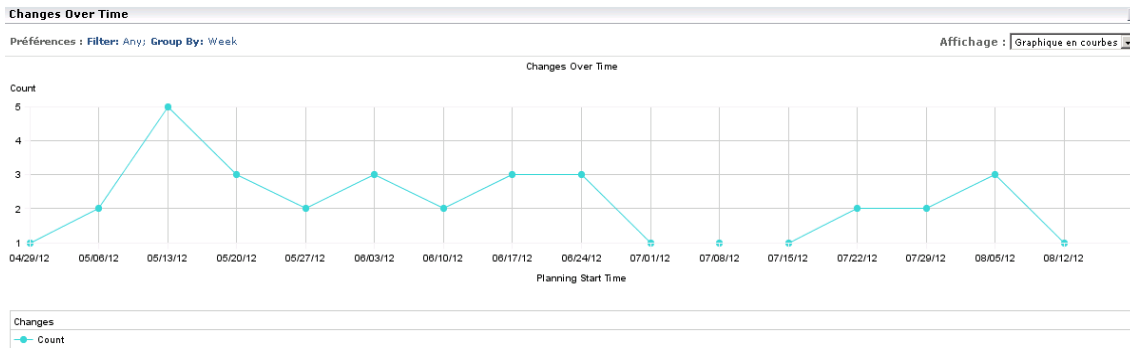 Changes Over Time
Préférences : Filter: Any; Group By: Week
Affichage : Graphique en courbes
Changes Over Time
Count
5
4
3
2
1
04/29/12 05/06/12 05/13/12 05/20/12 05/27/12 06/03/12 06/10/12 06/17/12 06/24/12 07/01/12 07/08/12 07/15/12 07/22/12 07/29/12 08/05/12 08/12/12
Planning Start Time
Changes
Count